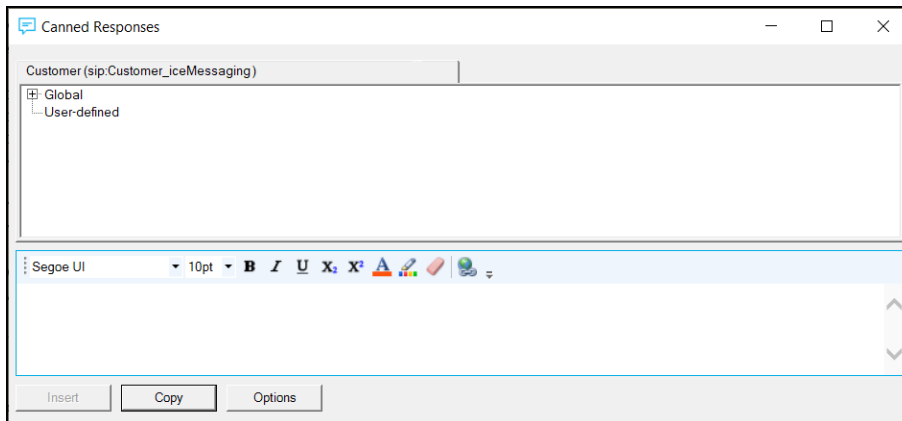 Canned Responses
Customer (sip:Customer_iceMessaging)
Global
User-defined
Segoe UI 10pt B I U X₂ X² A
Insert Copy Options